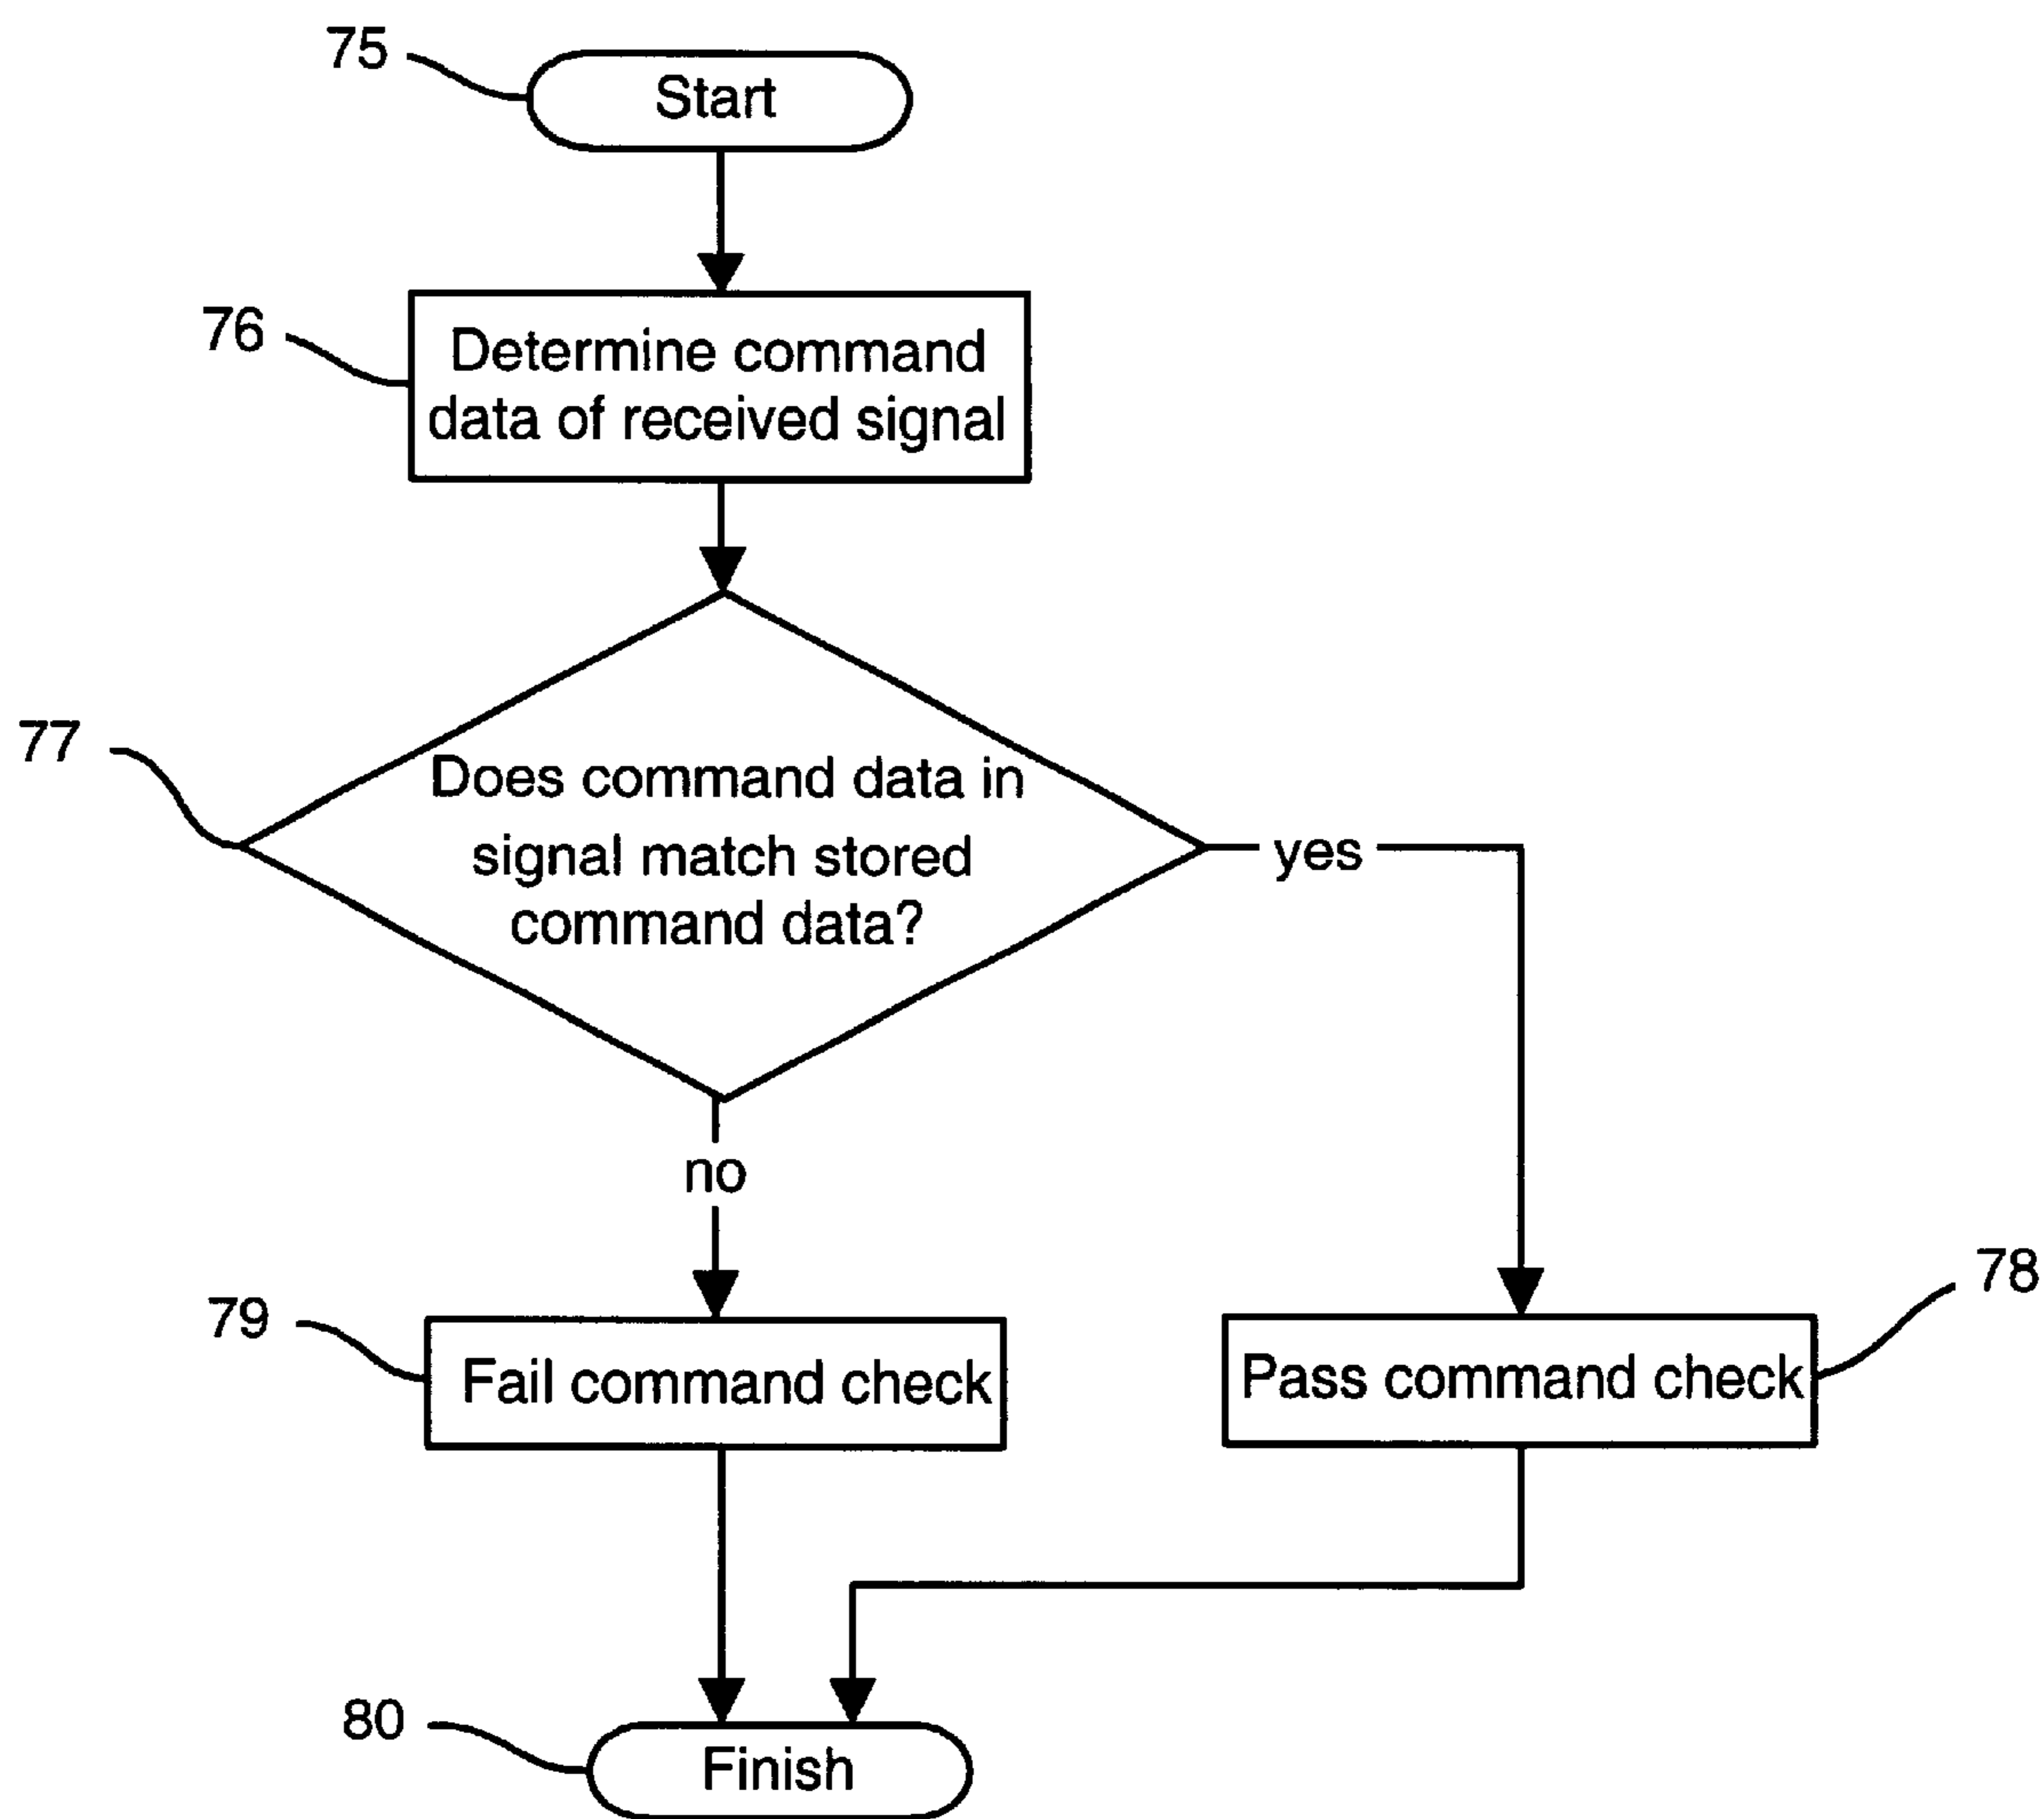 75
Start
76
Determine command
data of received signal
77
Does command data in
signal match stored
command data?
yes
no
79
Fail command check
78
Pass command check
80
Finish